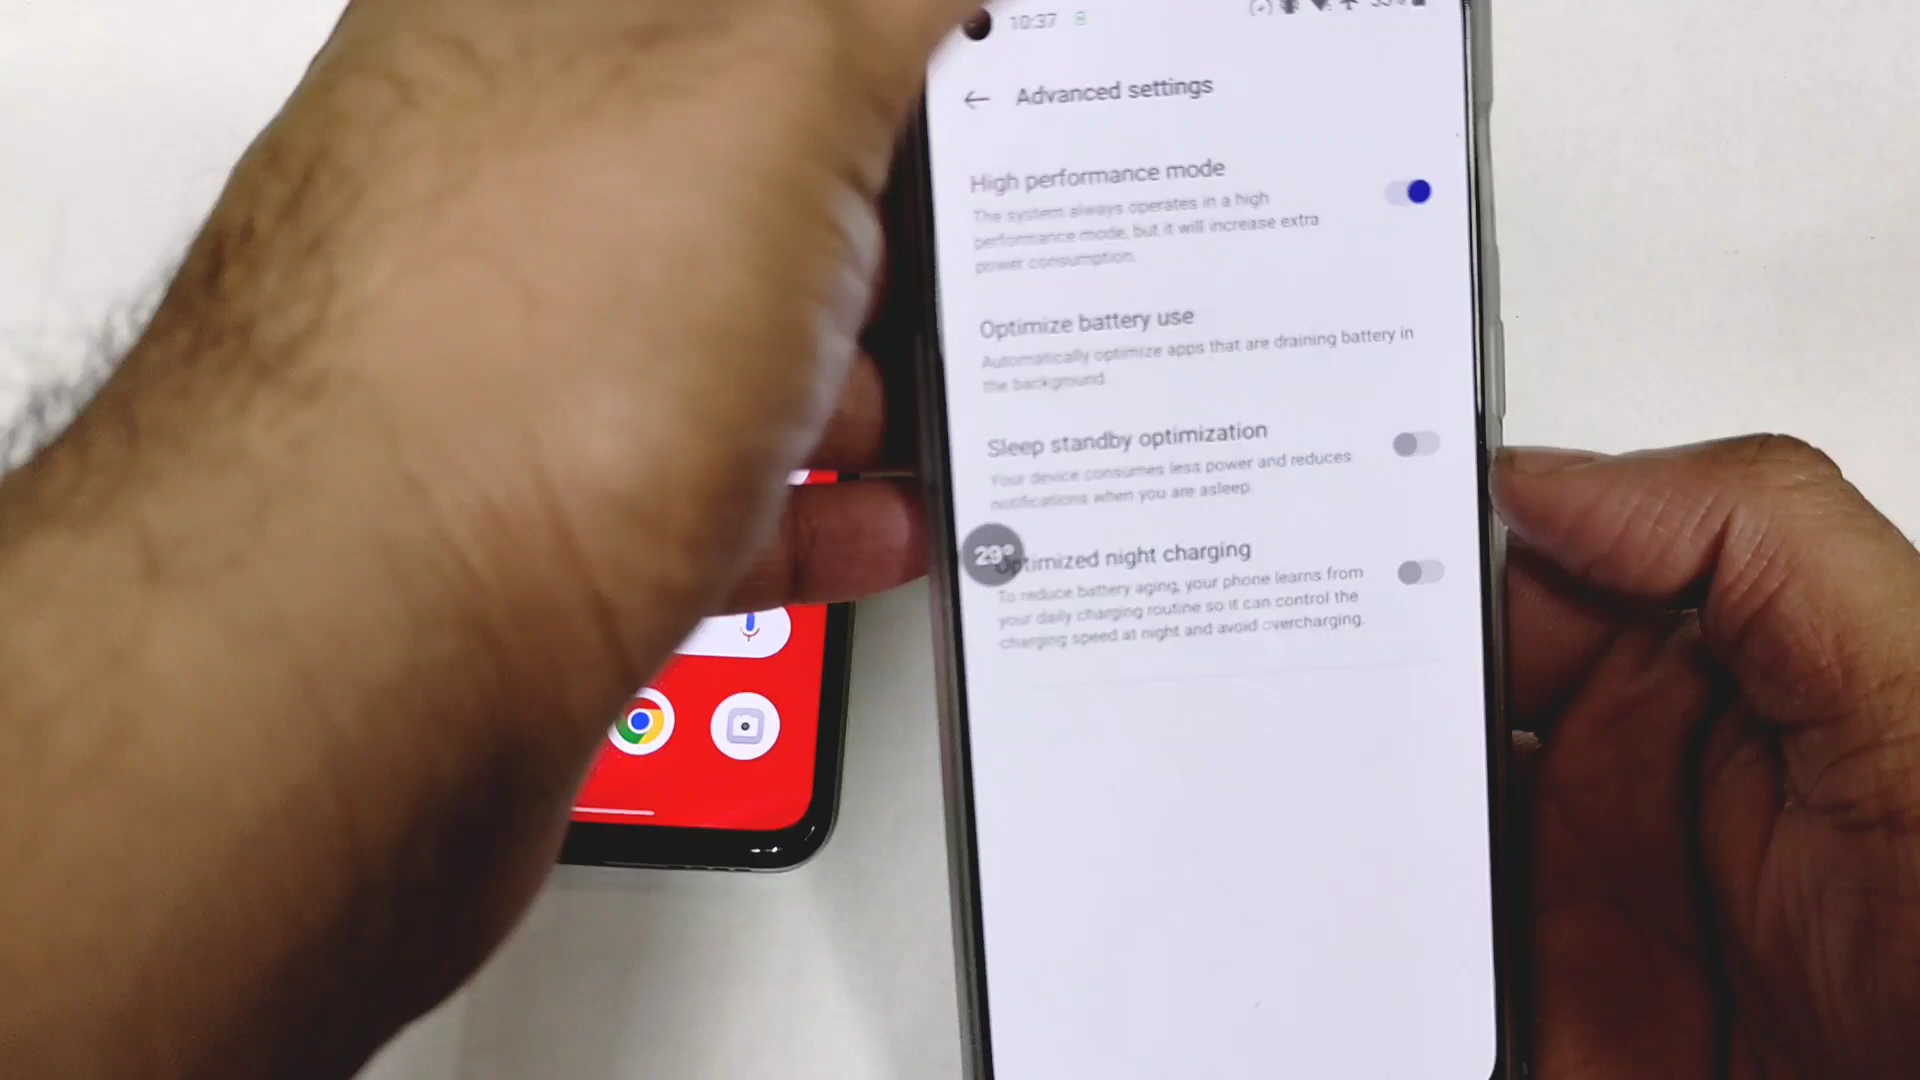 10:37
Advanced settings
High performance mode
The system always operates in a high
performance mode, but it will increase extra
power consumption.
Optimize battery use
Automatically optimize apps that are draining battery in
the background.
Sleep standby optimization
Your device consumes less power and reduces
notifications when you are asleep.
29°
Optimized night charging
To reduce battery aging, your phone learns from
your daily charging routine so it can control the
charging speed at night and avoid overcharging.